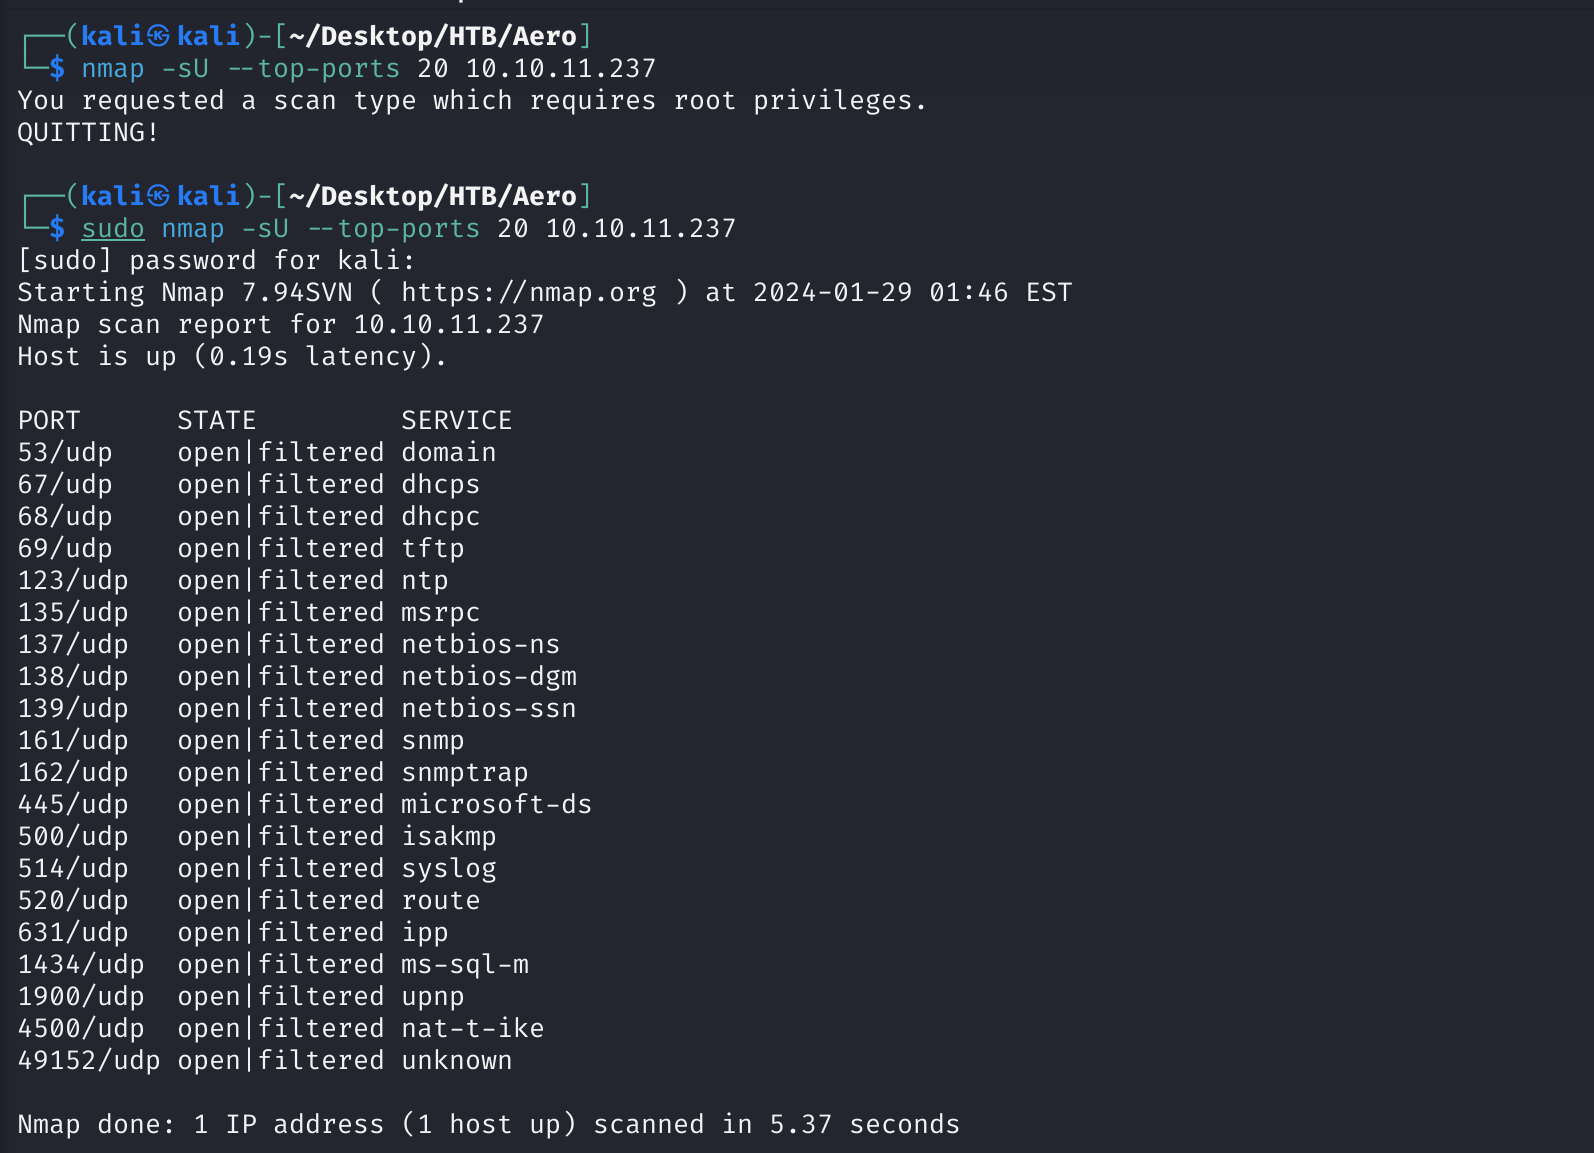 ┌──(kali㉿kali)-[~/Desktop/HTB/Aero]
└─$ nmap -sU --top-ports 20 10.10.11.237
You requested a scan type which requires root privileges.
QUITTING!
┌──(kali㉿kali)-[~/Desktop/HTB/Aero]
└─$ sudo nmap -sU --top-ports 20 10.10.11.237
[sudo] password for kali:
Starting Nmap 7.94SVN ( https://nmap.org ) at 2024-01-29 01:46 EST
Nmap scan report for 10.10.11.237
Host is up (0.19s latency).
PORT      STATE         SERVICE
53/udp    open|filtered domain
67/udp    open|filtered dhcps
68/udp    open|filtered dhcpc
69/udp    open|filtered tftp
123/udp   open|filtered ntp
135/udp   open|filtered msrpc
137/udp   open|filtered netbios-ns
138/udp   open|filtered netbios-dgm
139/udp   open|filtered netbios-ssn
161/udp   open|filtered snmp
162/udp   open|filtered snmptrap
445/udp   open|filtered microsoft-ds
500/udp   open|filtered isakmp
514/udp   open|filtered syslog
520/udp   open|filtered route
631/udp   open|filtered ipp
1434/udp  open|filtered ms-sql-m
1900/udp  open|filtered upnp
4500/udp  open|filtered nat-t-ike
49152/udp open|filtered unknown
Nmap done: 1 IP address (1 host up) scanned in 5.37 seconds